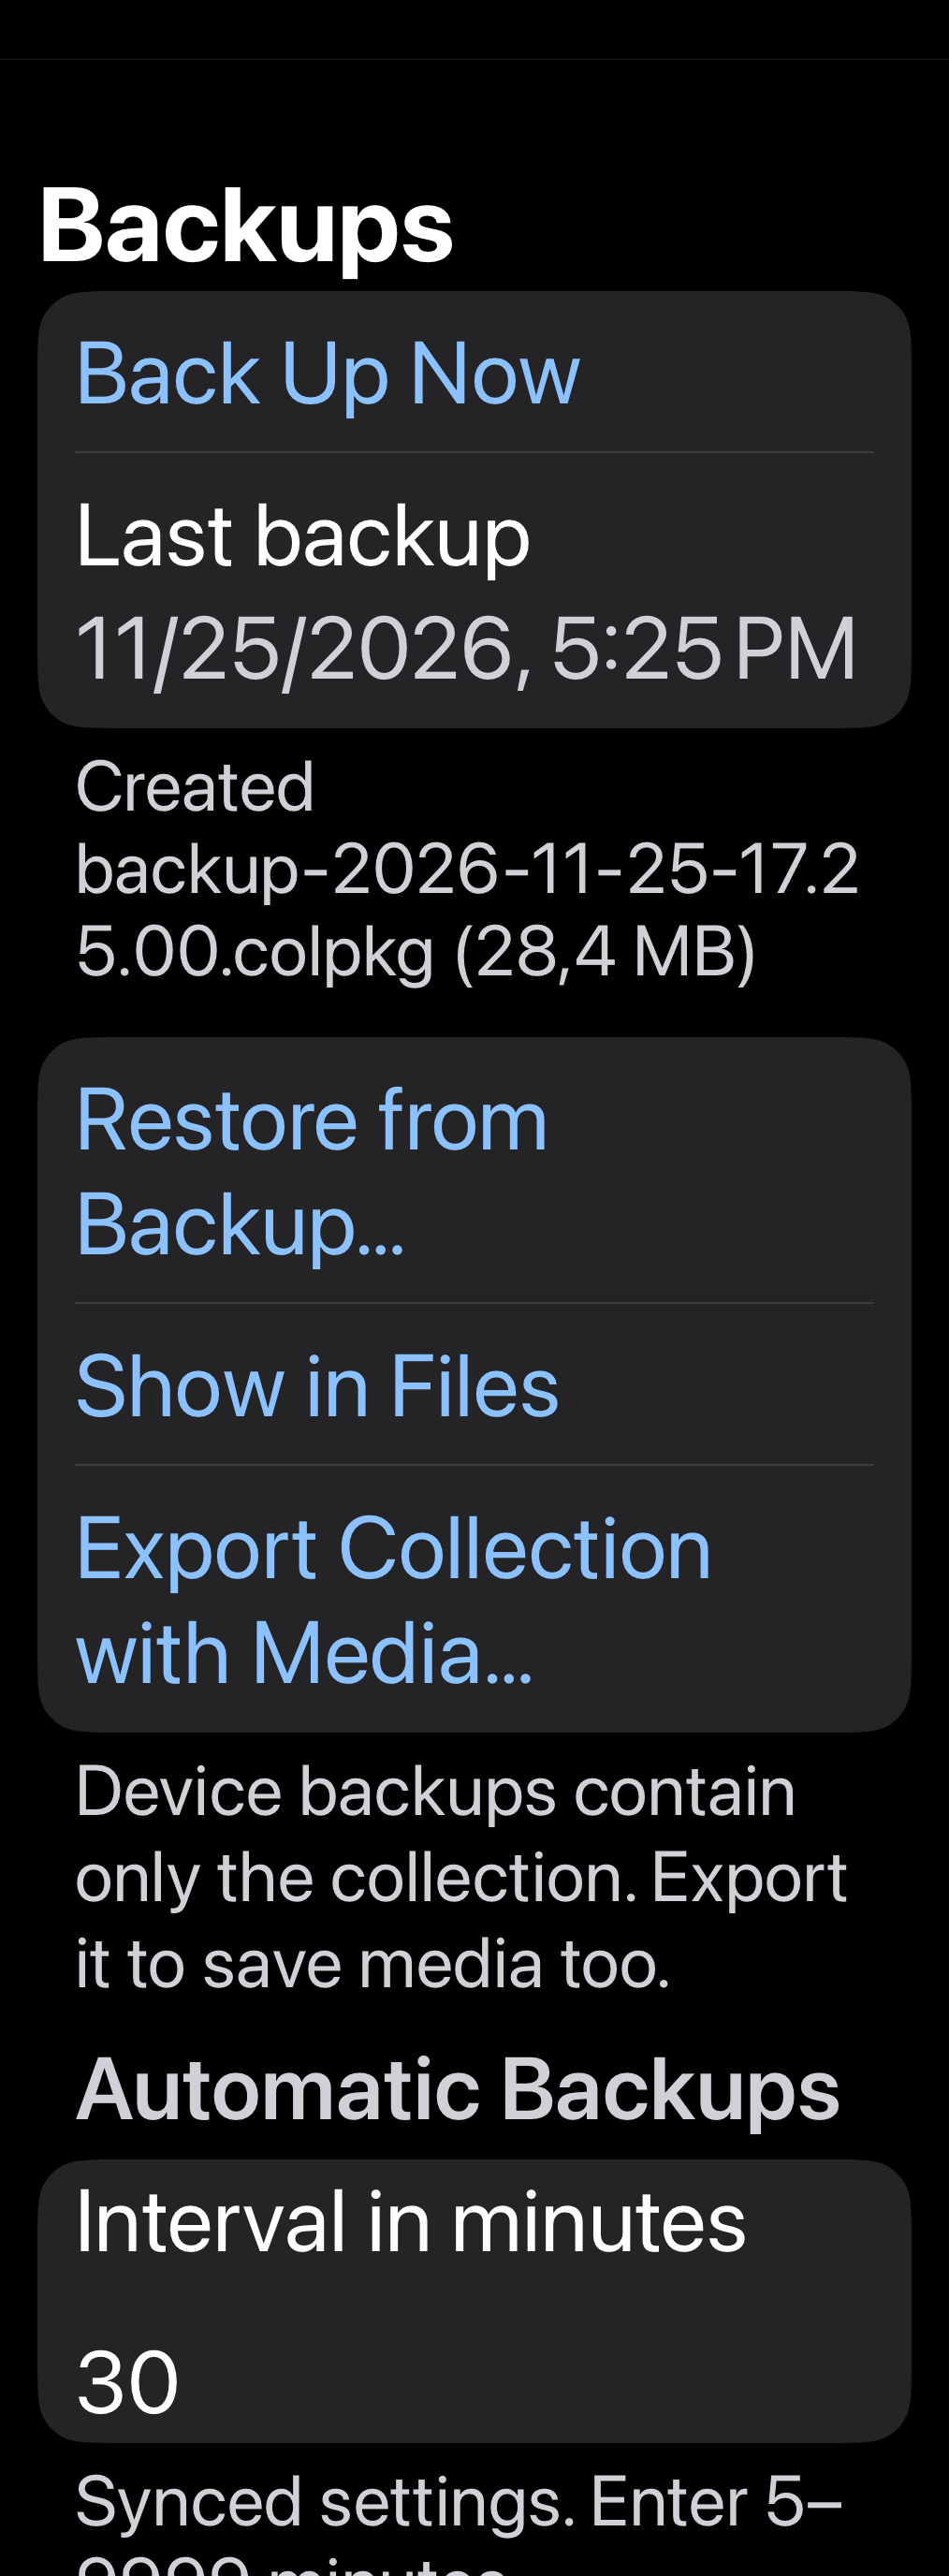 Backups
Back Up Now
Last backup
11/25/2026, 5:25 PM
Created
backup-2026-11-25-17.2
5.00.colpkg (28,4 MB)
Restore from
Backup...
Show in Files
Export Collection
with Media...
Device backups contain
only the collection. Export
it to save media too.
Automatic Backups
Interval in minutes
30
Synced settings. Enter 5–
9999 minutes.